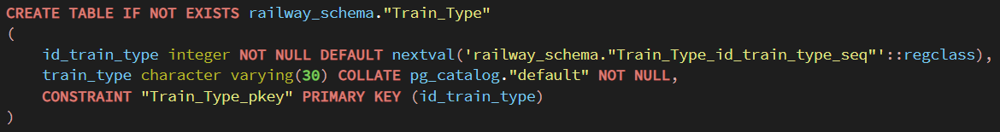 CREATE TABLE IF NOT EXISTS railway_schema."Train_Type"
(
    id_train_type integer NOT NULL DEFAULT nextval('railway_schema."Train_Type_id_train_type_seq"'::regclass),
    train_type character varying(30) COLLATE pg_catalog."default" NOT NULL,
    CONSTRAINT "Train_Type_pkey" PRIMARY KEY (id_train_type)
)